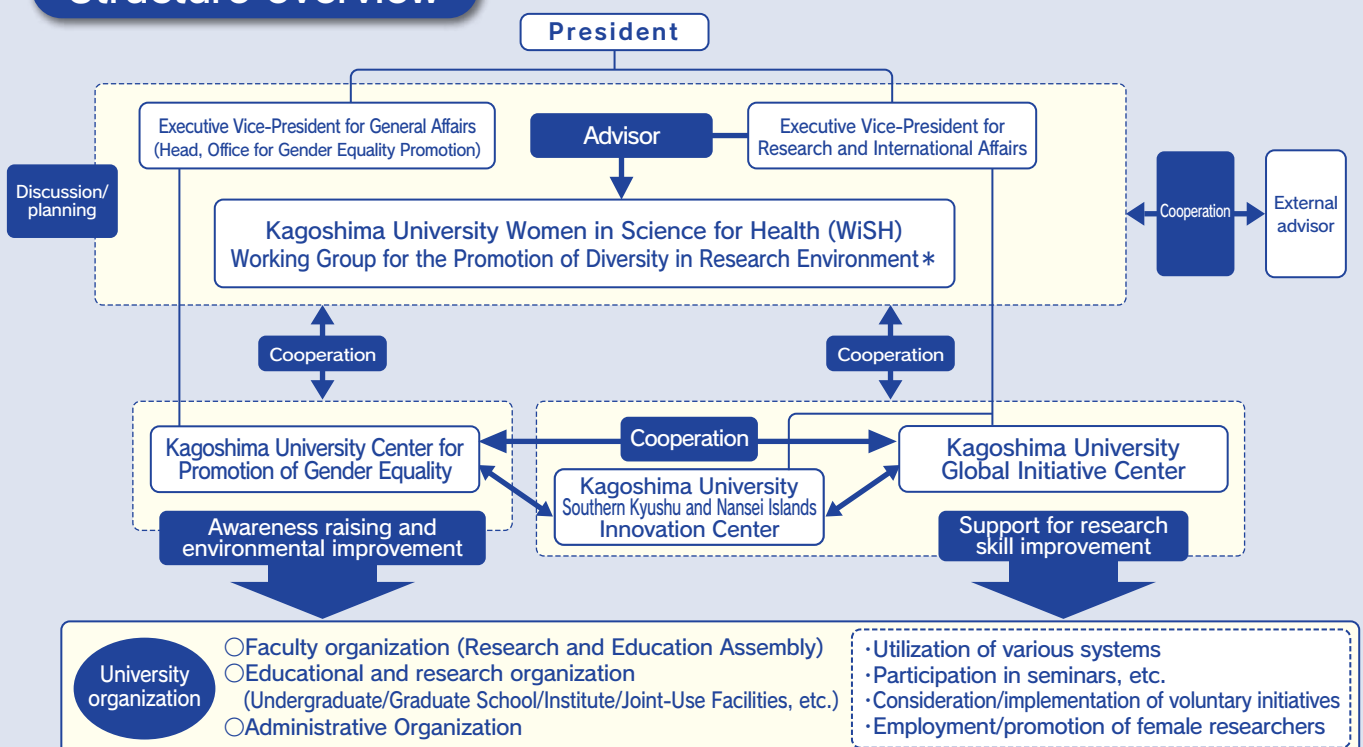 Structure overview
President
Executive Vice-President for General Affairs
(Head, Office for Gender Equality Promotion)
Advisor
Executive Vice-President for
Research and International Affairs
Discussion/
planning
Kagoshima University Women in Science for Health (WiSH)
Working Group for the Promotion of Diversity in Research Environment*
Cooperation
External
advisor
Cooperation
Cooperation
Kagoshima University Center for
Promotion of Gender Equality
Cooperation
Kagoshima University
Global Initiative Center
Kagoshima University
Southern Kyushu and Nansei Islands
Innovation Center
Awareness raising and
environmental improvement
Support for research
skill improvement
University
organization
○Faculty organization (Research and Education Assembly)
○Educational and research organization
(Undergraduate/Graduate School/Institute/Joint-Use Facilities, etc.)
○Administrative Organization
·Utilization of various systems
·Participation in seminars, etc.
·Consideration/implementation of voluntary initiatives
·Employment/promotion of female researchers